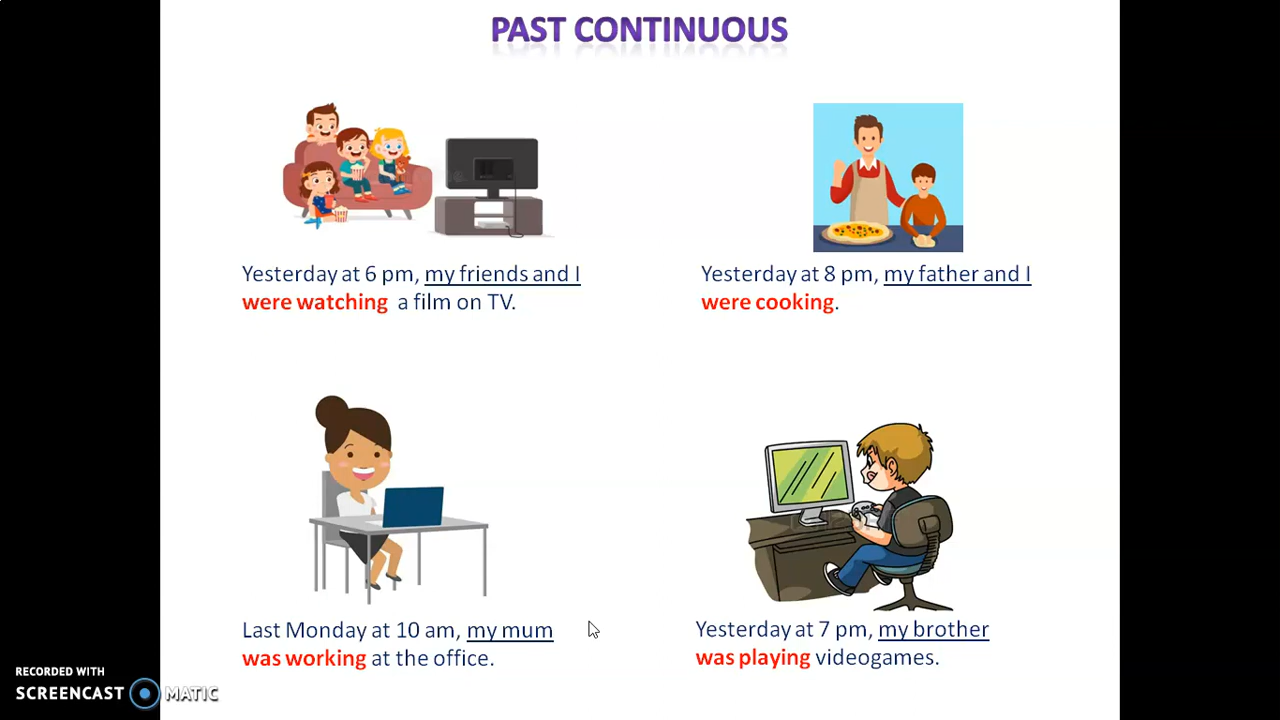 PAST CONTINUOUS
Yesterday at 6 pm, my friends and I
were watching a film on TV.
Yesterday at 8 pm, my father and I
were cooking.
Last Monday at 10 am, my mum
was working at the office.
Yesterday at 7 pm, my brother
was playing videogames.
RECORDED WITH
SCREENCAST MATIC